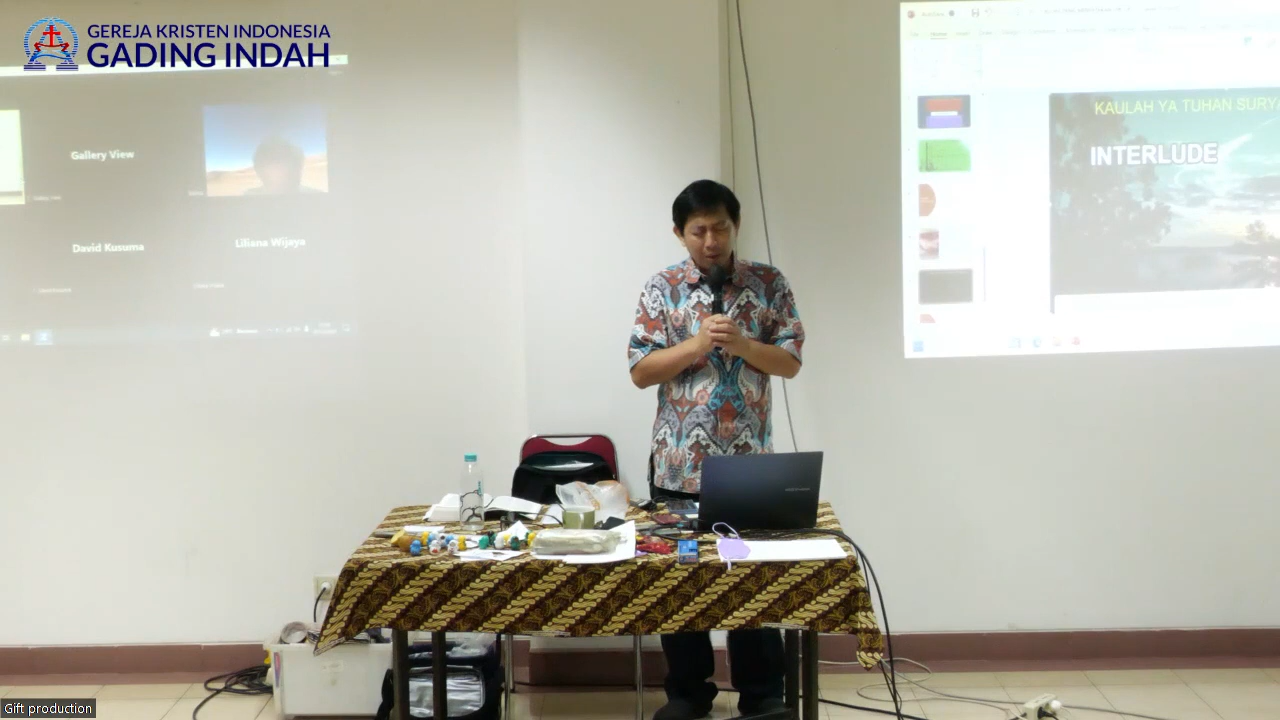 GEREJA KRISTEN INDONESIA
GADING INDAH
Gallery View
David Kusuma
Liliana Wijaya
KAULAH YA TUHAN SURYA
INTERLUDE
Gift production